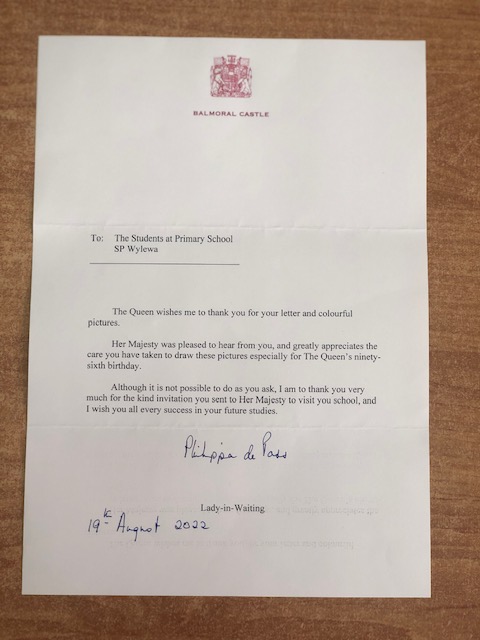 BALMORAL CASTLE
To: The Students at Primary School
SP Wylewa
The Queen wishes me to thank you for your letter and colourful
pictures.
Her Majesty was pleased to hear from you, and greatly appreciates the
care you have taken to draw these pictures especially for The Queen's ninety-
sixth birthday.
Although it is not possible to do as you ask, I am to thank you very
much for the kind invitation you sent to Her Majesty to visit you school, and
I wish you all every success in your future studies.
Philippa de Pass
Lady-in-Waiting
19th August 2022